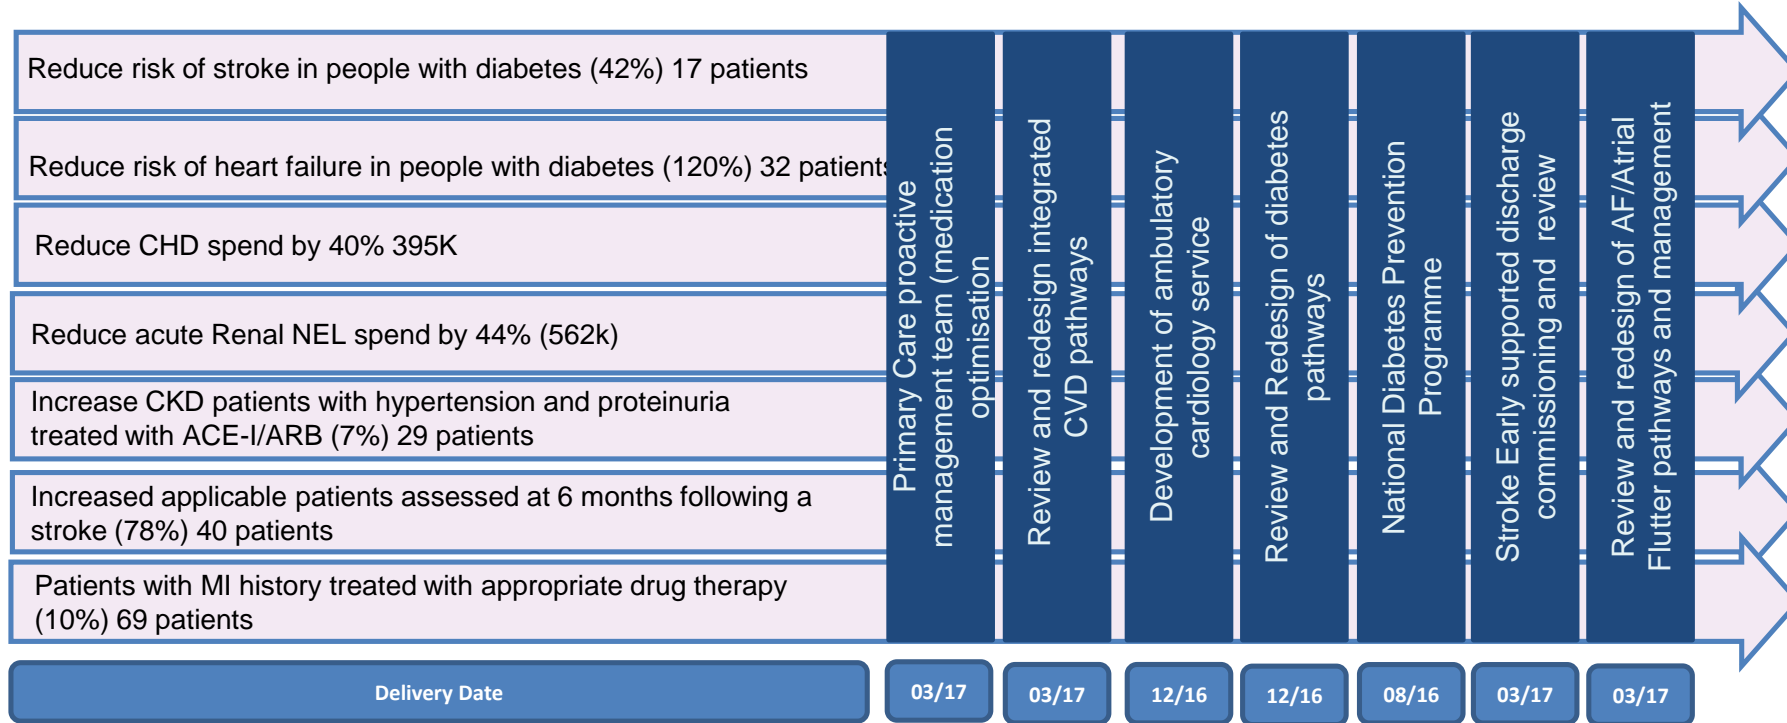 Reduce risk of stroke in people with diabetes (42%) 17 patients
Reduce risk of heart failure in people with diabetes (120%) 32 patients
Reduce CHD spend by 40% 395K
Reduce acute Renal NEL spend by 44% (562k)
Increase CKD patients with hypertension and proteinuria
treated with ACE-I/ARB (7%) 29 patients
Increased applicable patients assessed at 6 months following a
stroke (78%) 40 patients
Patients with MI history treated with appropriate drug therapy
(10%) 69 patients
Primary Care proactive
management team (medication
optimisation
Review and redesign integrated
CVD pathways
Development of ambulatory
cardiology service
Review and Redesign of diabetes
pathways
National Diabetes Prevention
Programme
Stroke Early supported discharge
commissioning and review
Review and redesign of AF/Atrial
Flutter pathways and management
Delivery Date
03/17
03/17
12/16
12/16
08/16
03/17
03/17